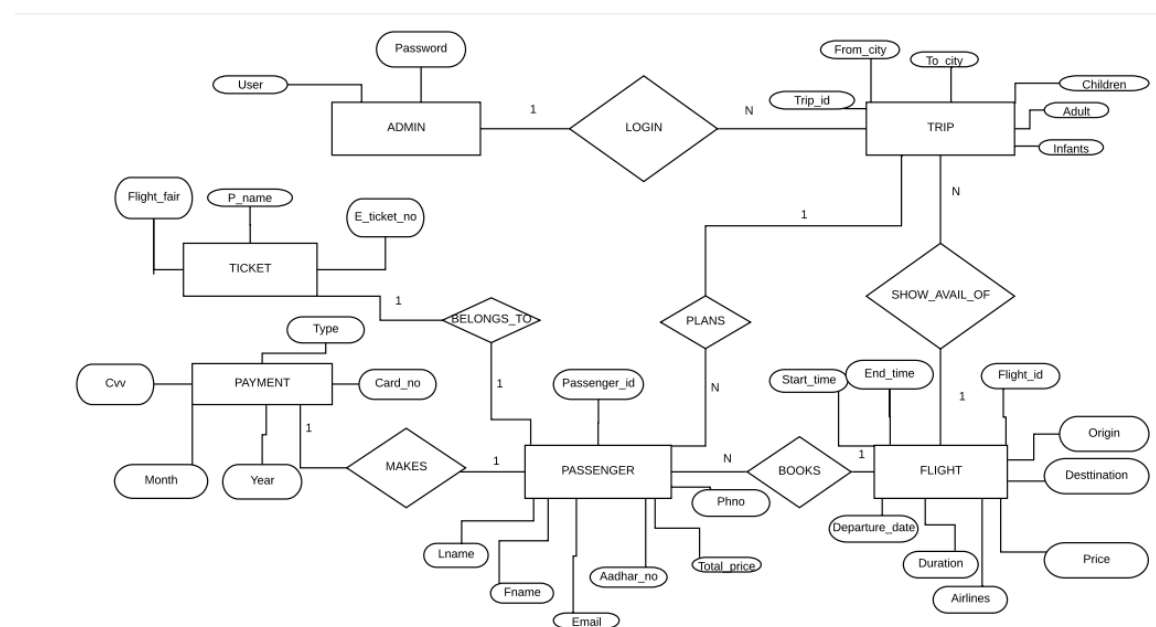 Password
From_city
To_city
User
Children
Trip_id
Adult
1
N
ADMIN
LOGIN
TRIP
Infants
Flight_fair
P_name
N
E_ticket_no
1
TICKET
SHOW_AVAIL_OF
1
BELONGS_TO
PLANS
Type
Cvv
PAYMENT
Card_no
1
Passenger_id
N
Start_time
End_time
Flight_id
1
1
Origin
1
N
1
MAKES
PASSENGER
BOOKS
FLIGHT
Desttination
Month
Year
Phno
Departure_date
Lname
Total_price
Price
Aadhar_no
Duration
Fname
Airlines
Email